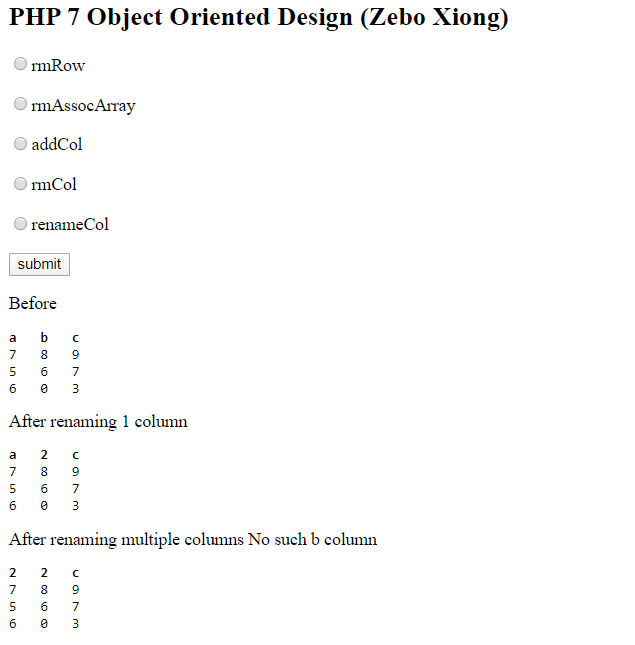 PHP 7 Object Oriented Design (Zebo Xiong)
rmRow
rmAssocArray
addCol
rmCol
renameCol
submit
Before
a b c
7 8 9
5 6 7
6 0 3
After renaming 1 column
a 2 c
7 8 9
5 6 7
6 0 3
After renaming multiple columns No such b column
2 2 c
7 8 9
5 6 7
6 0 3